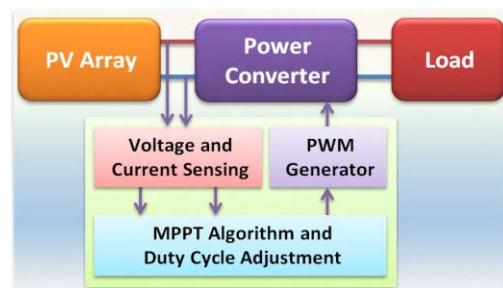 PV Array
Power
Converter
Load
Voltage and
Current Sensing
PWM
Generator
MPPT Algorithm and
Duty Cycle Adjustment